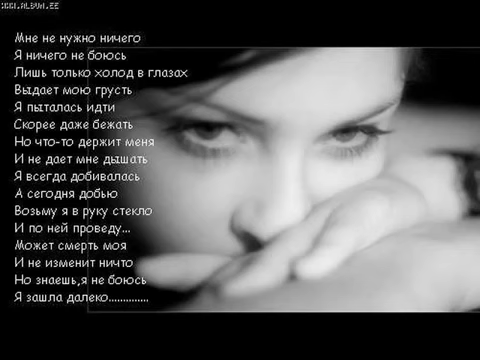 XXXI.ALBUM.EE
Мне не нужно ничего
Я ничего не боюсь
Лишь только холод в глазах
Выдает мою грусть
Я пыталась идти
Скорее даже бежать
Но что-то держит меня
И не дает мне дышать
Я всегда добивалась
А сегодня добью
Возьму я в руку стекло
И по ней проведу...
Может смерть моя
И не изменит ничто
Но знаешь,я не боюсь
Я зашла далеко..............